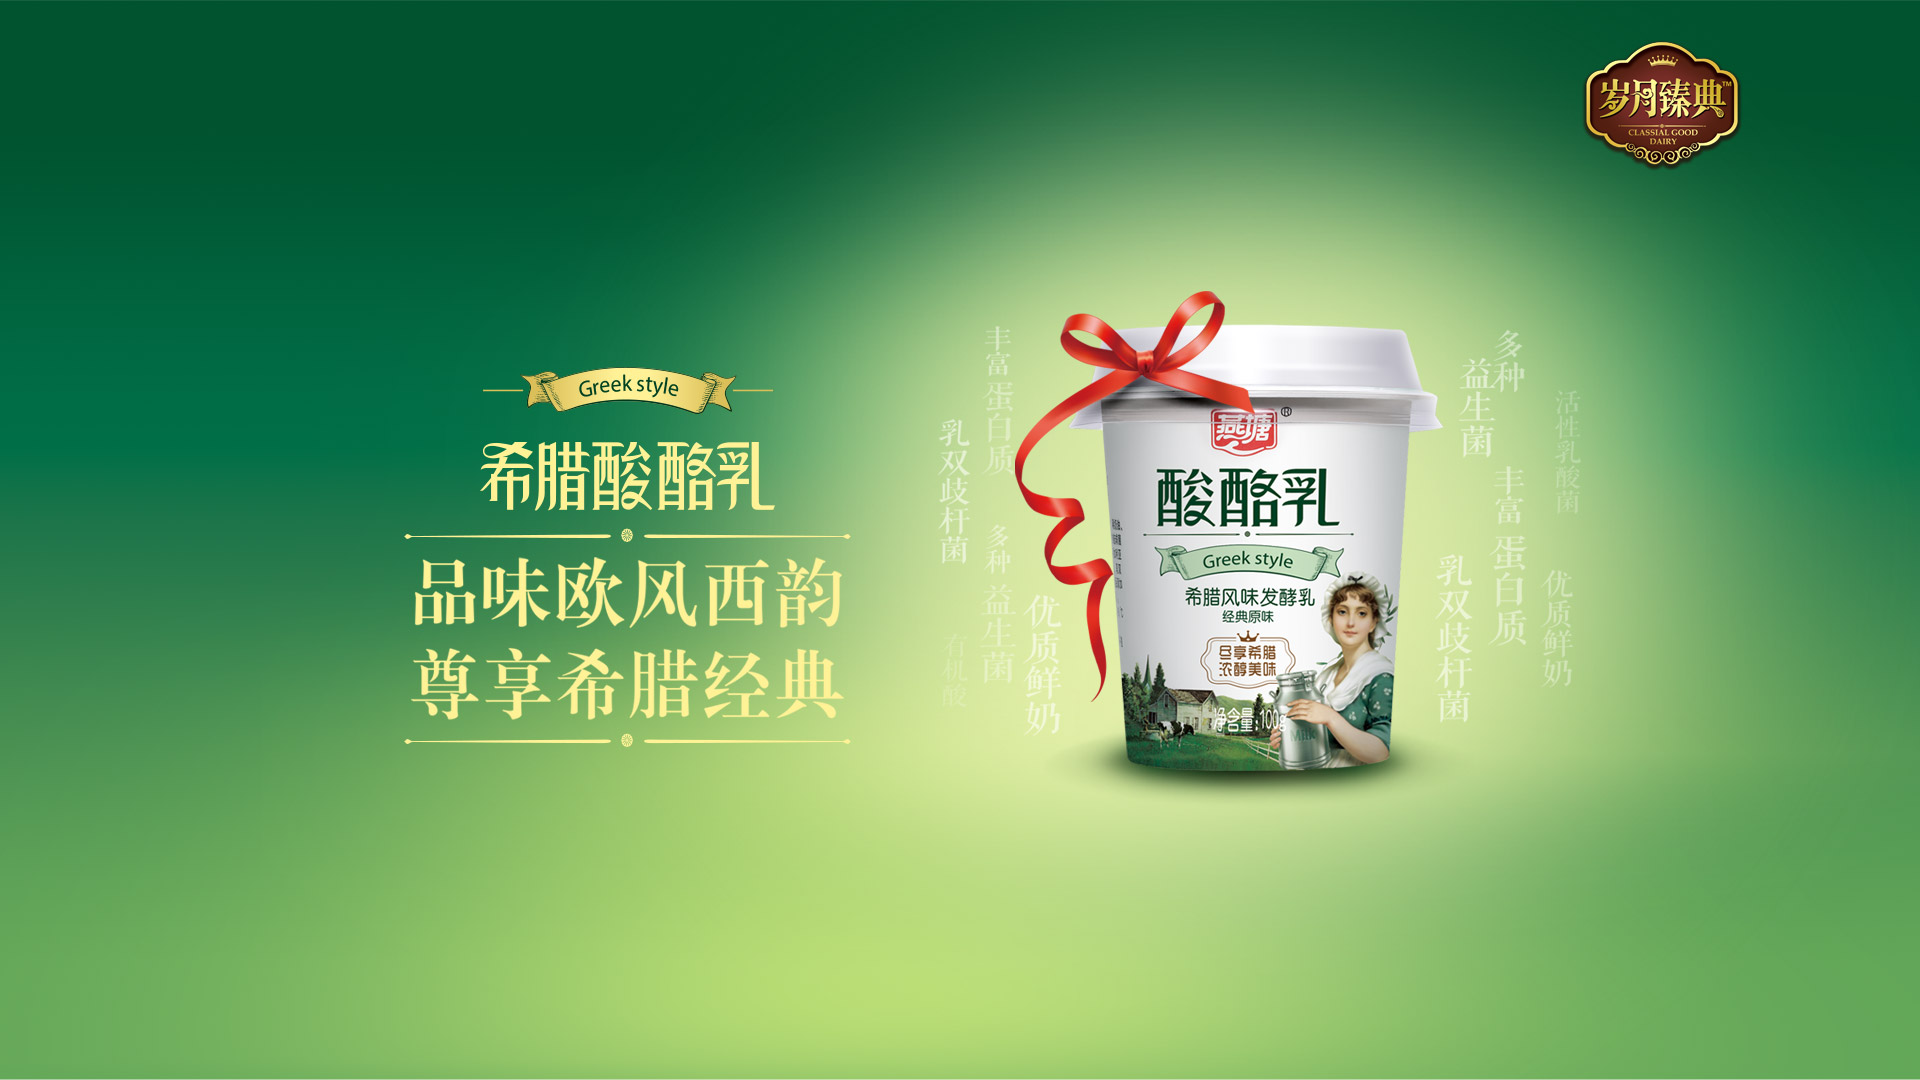 岁月臻典™
CLASSIAL GOOD
DAIRY
Greek style
希腊酸酪乳
品味欧风西韵
尊享希腊经典
丰富蛋白质
乳双歧杆菌
多种益生菌
有机酸
优质鲜奶
燕塘®
酸酪乳
Greek style
希腊风味发酵乳
经典原味
尽享希腊
浓醇美味
净含量:100g
Milk
多种益生菌
活性乳酸菌
丰富蛋白质
乳双歧杆菌
优质鲜奶